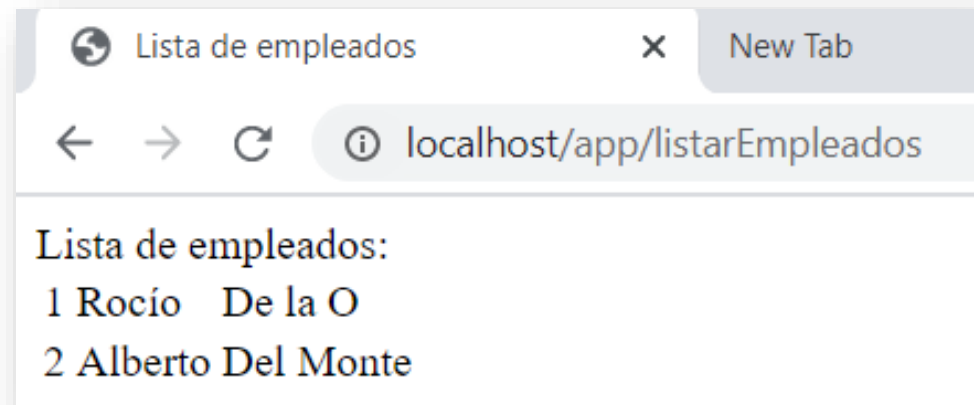 Lista de empleados New Tab
localhost/app/listarEmpleados
Lista de empleados:
1 Rocío De la O
2 Alberto Del Monte